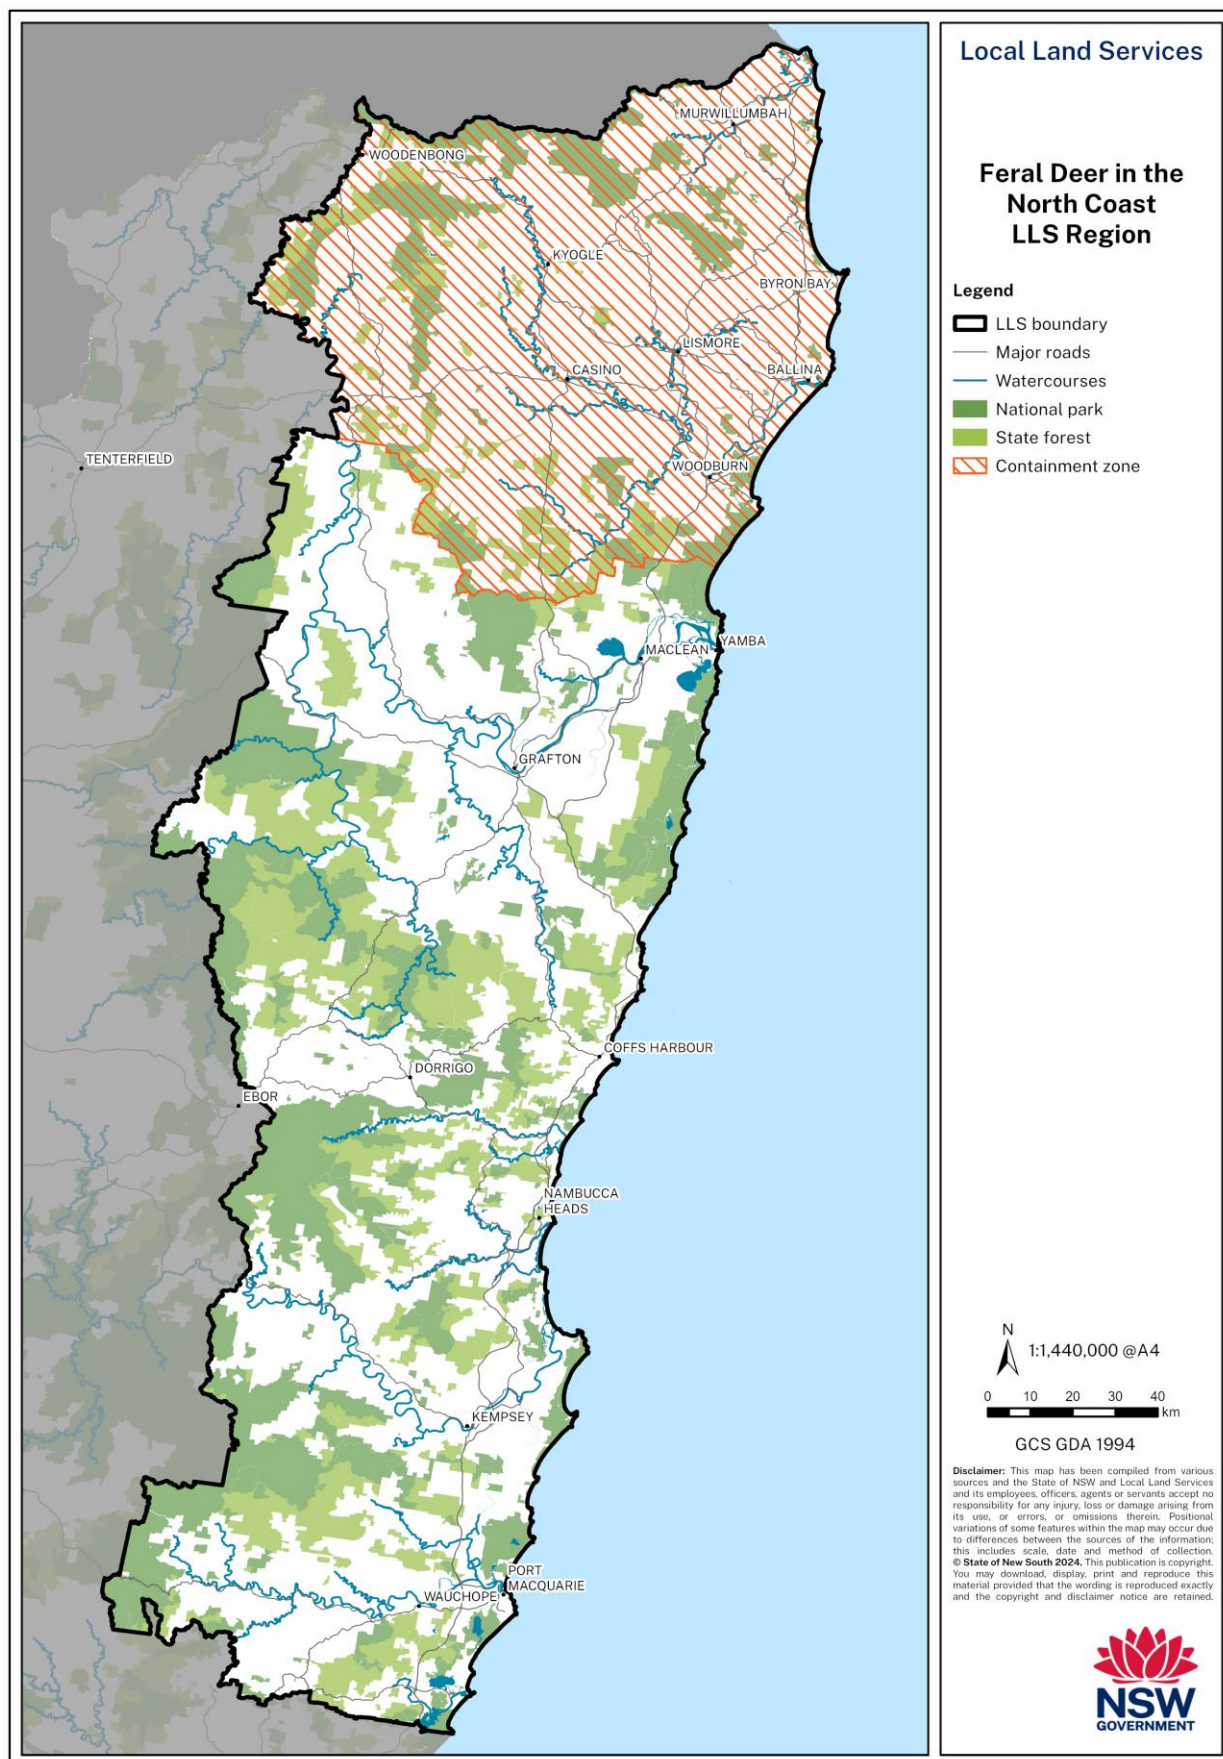 MURWILLUMBAH
WOODENBONG
KYOGLE
BYRON BAY
LISMORE
CASINO
BALLINA
TENTERFIELD
WOODBURN
YAMBA
MACLEAN
GRAFTON
COFFS HARBOUR
DORRIGO
EBOR
NAMBUCCA
HEADS
KEMPSEY
PORT
MACQUARIE
WAUCHOPE
Local Land Services
Feral Deer in the
North Coast
LLS Region
Legend
LLS boundary
Major roads
Watercourses
National park
State forest
Containment zone
N
1:1,440,000 @A4
0 10 20 30 40
km
GCS GDA 1994
Disclaimer: This map has been compiled from various
sources and the State of NSW and Local Land Services
and its employees, officers, agents or servants accept no
responsibility for any injury, loss or damage arising from
its use, or errors, or omissions therein. Positional
variations of some features within the map may occur due
to differences between the sources of the information;
this includes scale, date and method of collection.
© State of New South 2024. This publication is copyright.
You may download, display, print and reproduce this
material provided that the wording is reproduced exactly
and the copyright and disclaimer notice are retained.
NSW
GOVERNMENT